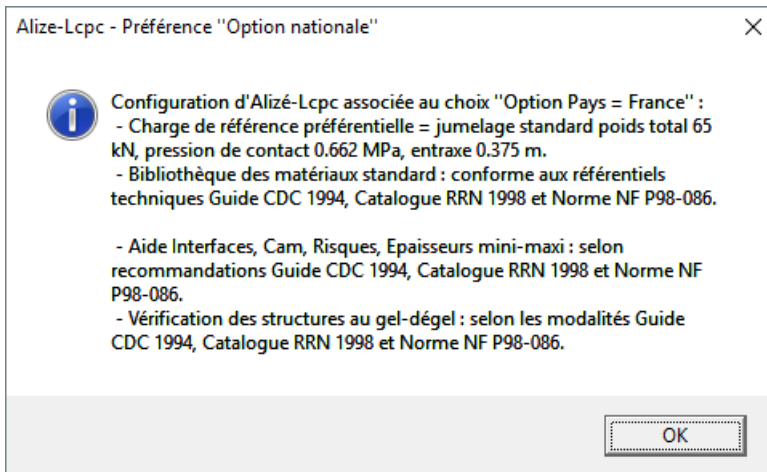 Alize-Lcpc - Préférence "Option nationale"
Configuration d'Alizé-Lcpc associée au choix "Option Pays = France" :
- Charge de référence préférentielle = jumelage standard poids total 65
kN, pression de contact 0.662 MPa, entraxe 0.375 m.
- Bibliothèque des matériaux standard : conforme aux référentiels
techniques Guide CDC 1994, Catalogue RRN 1998 et Norme NF P98-086.
- Aide Interfaces, Cam, Risques, Epaisseurs mini-maxi : selon
recommandations Guide CDC 1994, Catalogue RRN 1998 et Norme NF
P98-086.
- Vérification des structures au gel-dégel : selon les modalités Guide
CDC 1994, Catalogue RRN 1998 et Norme NF P98-086.
OK